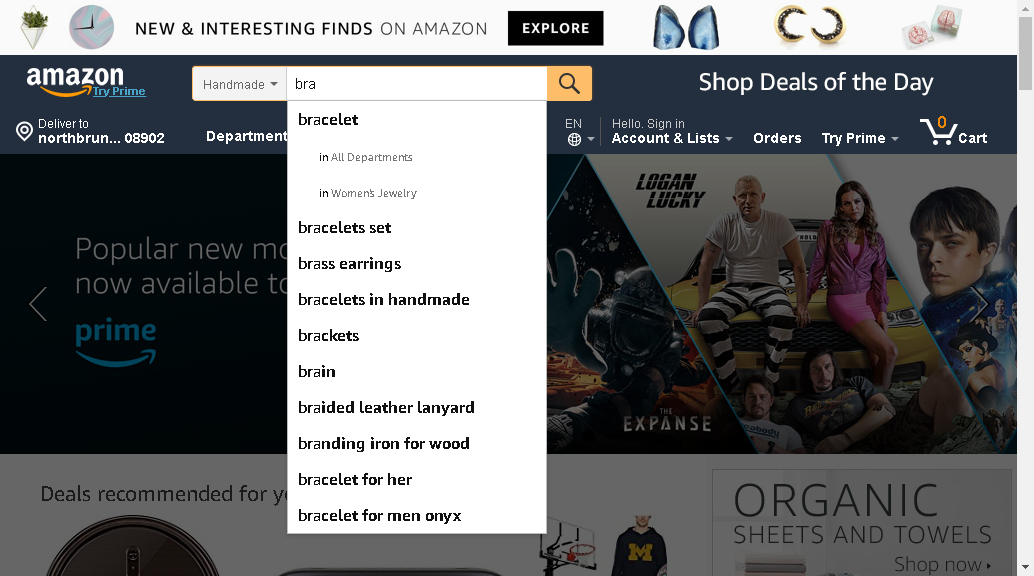 NEW & INTERESTING FINDS ON AMAZON
EXPLORE
amazon
Try Prime
Handmade
bra
Shop Deals of the Day
Deliver to
northbrun... 08902
Department
EN
Hello. Sign in
Account & Lists
Orders
Try Prime
0
Cart
bracelet
in All Departments
in Women's Jewelry
bracelets set
brass earrings
bracelets in handmade
brackets
brain
braided leather lanyard
branding iron for wood
bracelet for her
bracelet for men onyx
Popular new mo
now available to
prime
LOGAN
LUCKY
THE
EXPANSE
Deals recommended for yo
M
ORGANIC
SHEETS AND TOWELS
Shop now ›